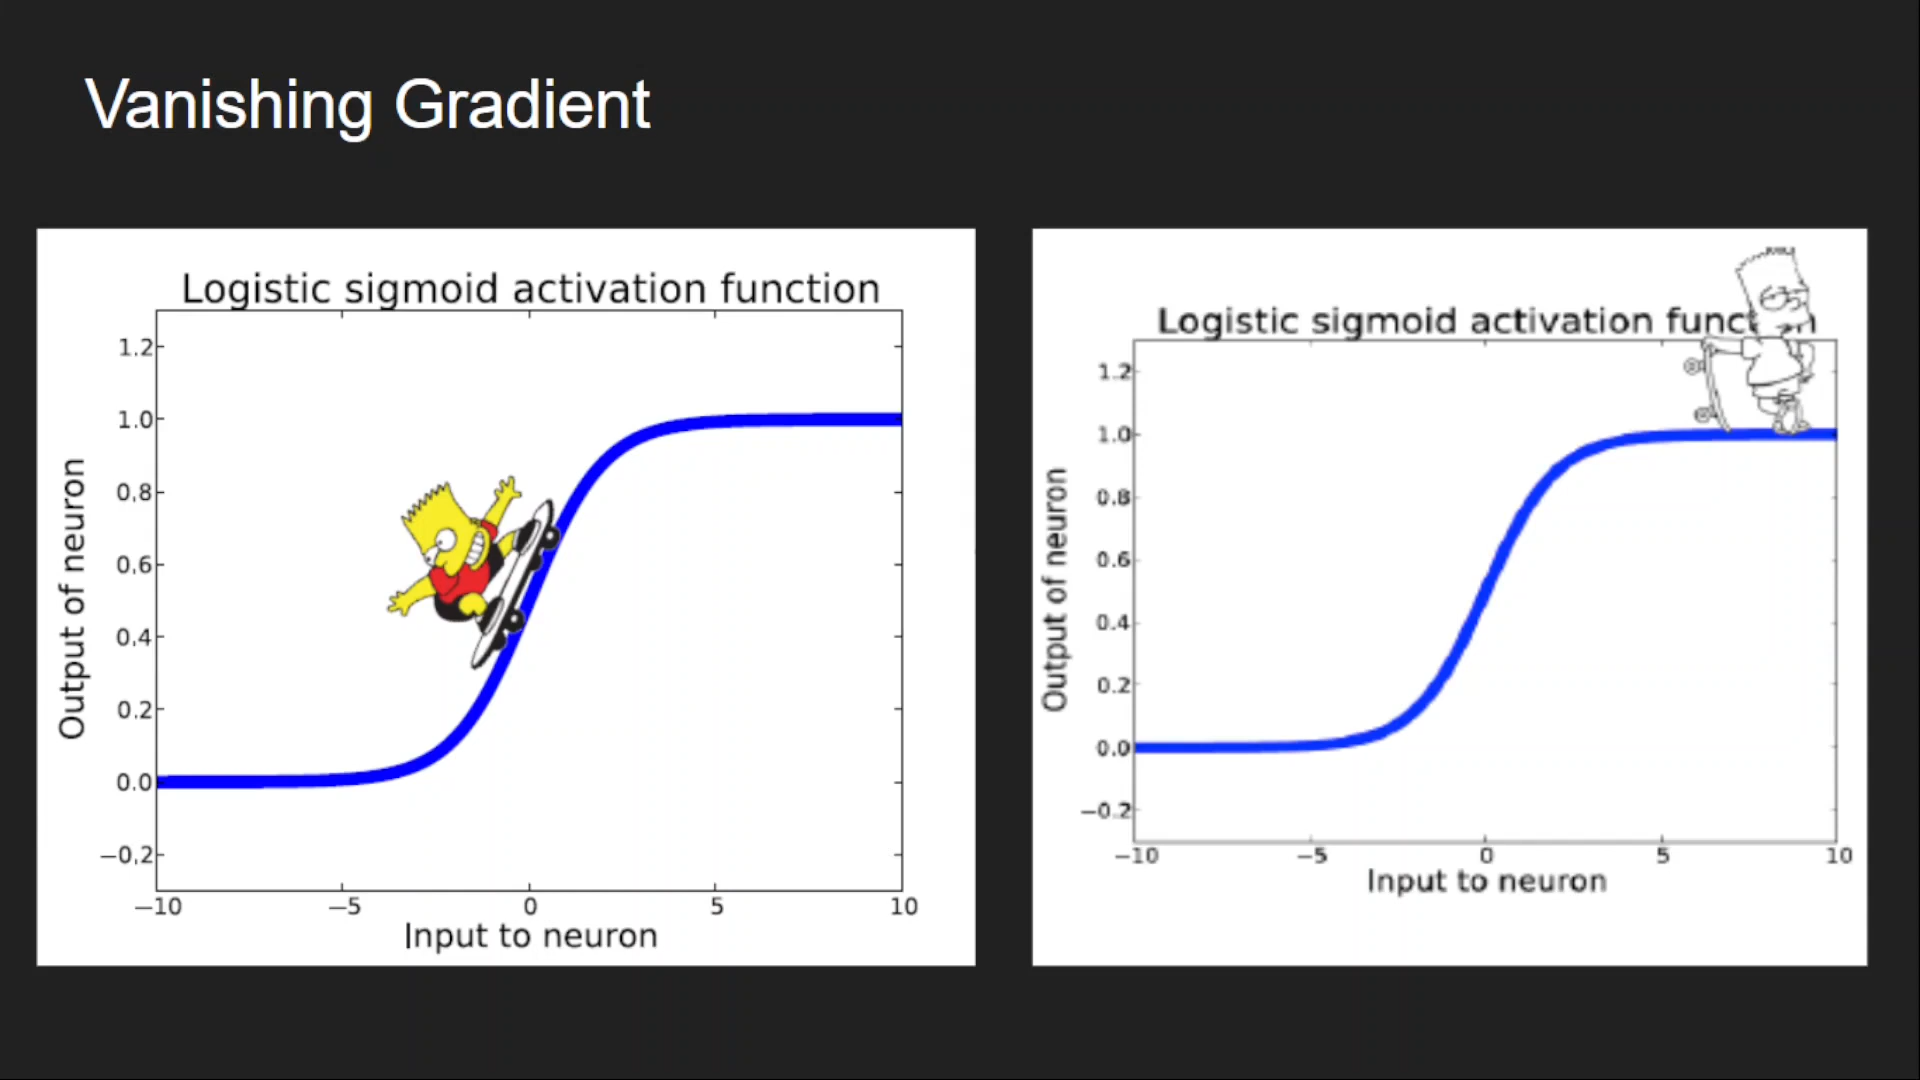 Vanishing Gradient
Logistic sigmoid activation function
1.2
1.0
0.8
0.6
0.4
0.2
0.0
−0.2
−10 −5 0 5 10
Output of neuron
Input to neuron
Logistic sigmoid activation func n
1.2
1.0
0.8
0.6
0.4
0.2
0.0
−0.2
−10 −5 0 5 10
Output of neuron
Input to neuron